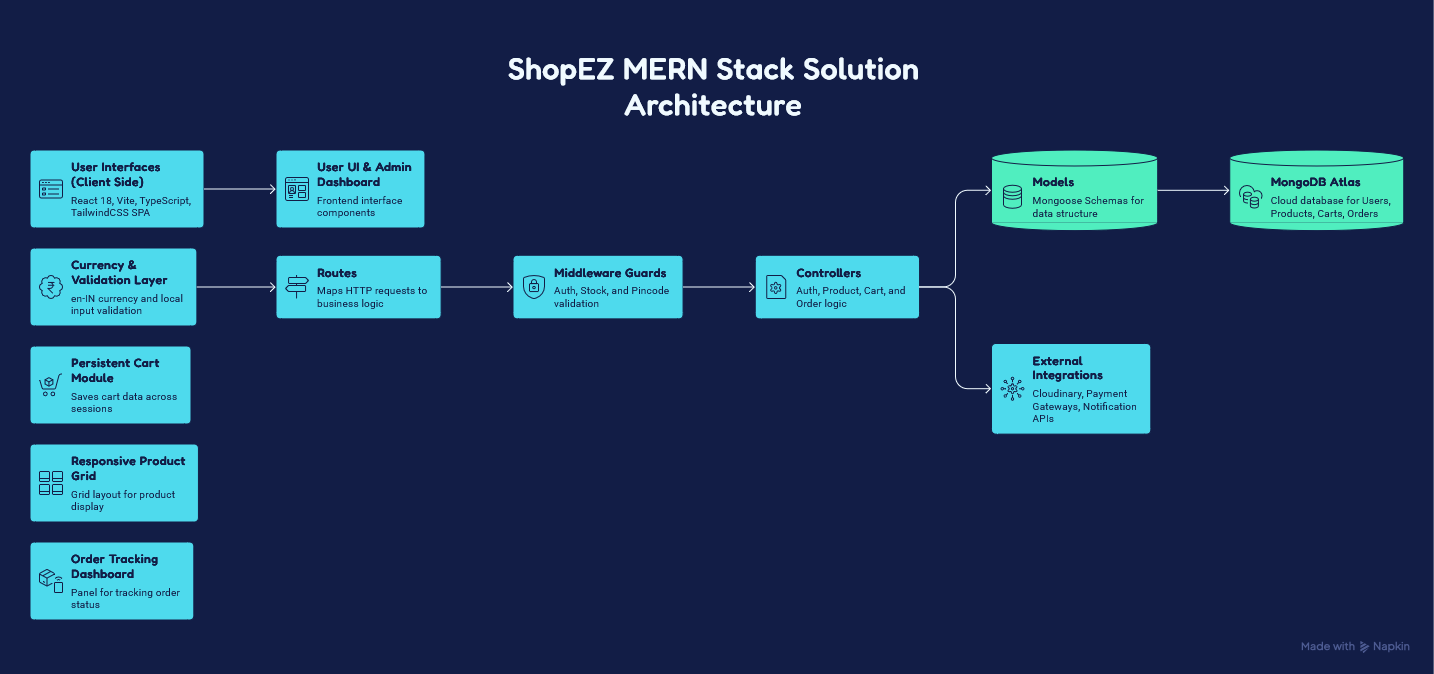 ShopEZ MERN Stack Solution
Architecture
User Interfaces
(Client Side)
React 18, Vite, TypeScript,
TailwindCSS SPA
User UI & Admin
Dashboard
Frontend interface
components
Models
Mongoose Schemas for
data structure
MongoDB Atlas
Cloud database for Users,
Products, Carts, Orders
Currency &
Validation Layer
en-IN currency and local
input validation
Routes
Maps HTTP requests to
business logic
Middleware Guards
Auth, Stock, and Pincode
validation
Controllers
Auth, Product, Cart, and
Order logic
Persistent Cart
Module
Saves cart data across
sessions
External
Integrations
Cloudinary, Payment
Gateways, Notification
APIs
Responsive Product
Grid
Grid layout for product
display
Order Tracking
Dashboard
Panel for tracking order
status
Made with Napkin